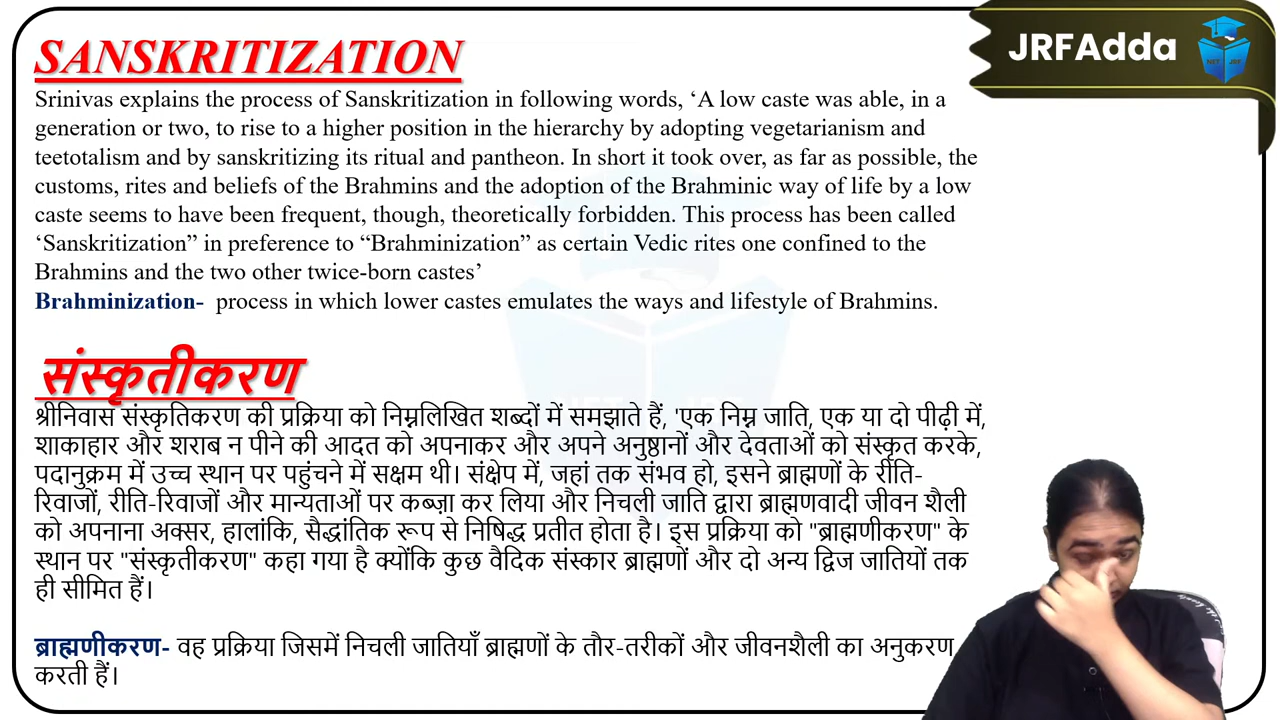 SANSKRITIZATION
JRFAdda
NET JRF
Srinivas explains the process of Sanskritization in following words, ‘A low caste was able, in a
generation or two, to rise to a higher position in the hierarchy by adopting vegetarianism and
teetotalism and by sanskritizing its ritual and pantheon. In short it took over, as far as possible, the
customs, rites and beliefs of the Brahmins and the adoption of the Brahminic way of life by a low
caste seems to have been frequent, though, theoretically forbidden. This process has been called
‘Sanskritization” in preference to “Brahminization” as certain Vedic rites one confined to the
Brahmins and the two other twice-born castes’
Brahminization- process in which lower castes emulates the ways and lifestyle of Brahmins.
संस्कृतीकरण
श्रीनिवास संस्कृतिकरण की प्रक्रिया को निम्नलिखित शब्दों में समझाते हैं, 'एक निम्न जाति, एक या दो पीढ़ी में,
शाकाहार और शराब न पीने की आदत को अपनाकर और अपने अनुष्ठानों और देवताओं को संस्कृत करके,
पदानुक्रम में उच्च स्थान पर पहुंचने में सक्षम थी। संक्षेप में, जहां तक संभव हो, इसने ब्राह्मणों के रीति-
रिवाजों, रीति-रिवाजों और मान्यताओं पर कब्ज़ा कर लिया और निचली जाति द्वारा ब्राह्मणवादी जीवन शैली
को अपनाना अक्सर, हालांकि, सैद्धांतिक रूप से निषिद्ध प्रतीत होता है। इस प्रक्रिया को "ब्राह्मणीकरण" के
स्थान पर "संस्कृतीकरण" कहा गया है क्योंकि कुछ वैदिक संस्कार ब्राह्मणों और दो अन्य द्विज जातियों तक
ही सीमित हैं।
ब्राह्मणीकरण- वह प्रक्रिया जिसमें निचली जातियाँ ब्राह्मणों के तौर-तरीकों और जीवनशैली का अनुकरण
करती हैं।